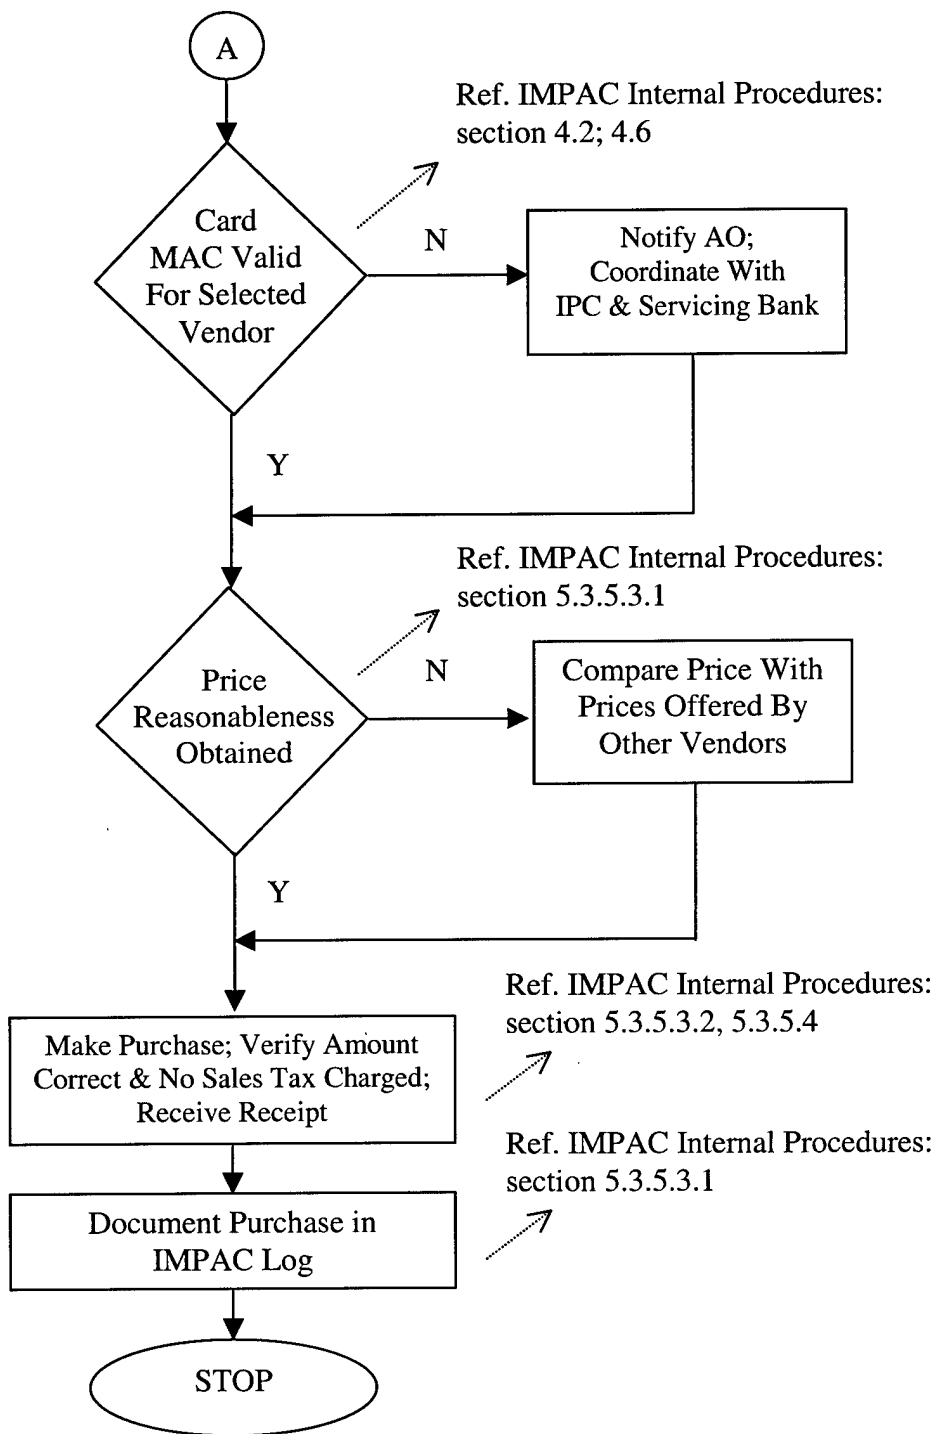 A
Ref. IMPAC Internal Procedures:
section 4.2; 4.6
Card
MAC Valid
For Selected
Vendor
N
Notify AO;
Coordinate With
IPC & Servicing Bank
Y
Ref. IMPAC Internal Procedures:
section 5.3.5.3.1
Price
Reasonableness
Obtained
N
Compare Price With
Prices Offered By
Other Vendors
Y
Ref. IMPAC Internal Procedures:
section 5.3.5.3.2, 5.3.5.4
Make Purchase; Verify Amount
Correct & No Sales Tax Charged;
Receive Receipt
Ref. IMPAC Internal Procedures:
section 5.3.5.3.1
Document Purchase in
IMPAC Log
STOP